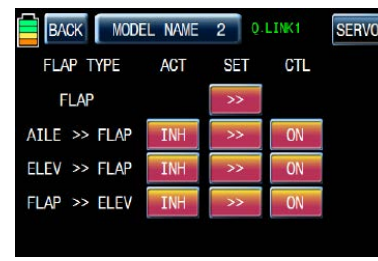 BACK MODEL NAME 2 Q.LINK1 SERVO
FLAP TYPE ACT SET CTL
FLAP >>
AILE >> FLAP INH >> ON
ELEV >> FLAP INH >> ON
FLAP >> ELEV INH >> ON